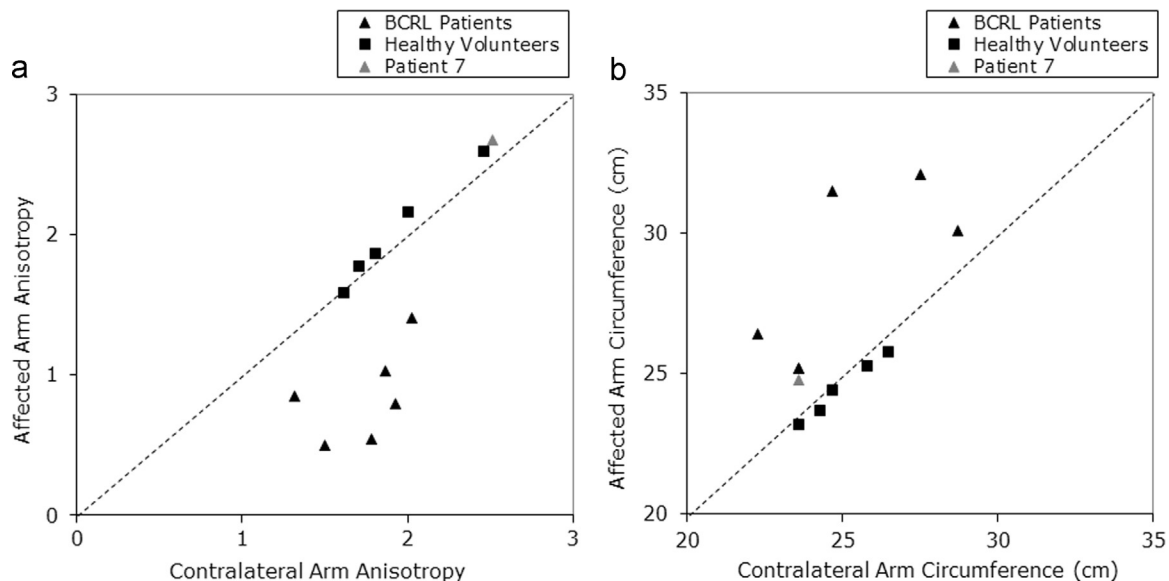 a
BCRL Patients
Healthy Volunteers
Patient 7
3
2
1
0
Affected Arm Anisotropy
1
2
3
Contralateral Arm Anisotropy
b
BCRL Patients
Healthy Volunteers
Patient 7
35
30
25
20
Affected Arm Circumference (cm)
20
25
30
35
Contralateral Arm Circumference (cm)